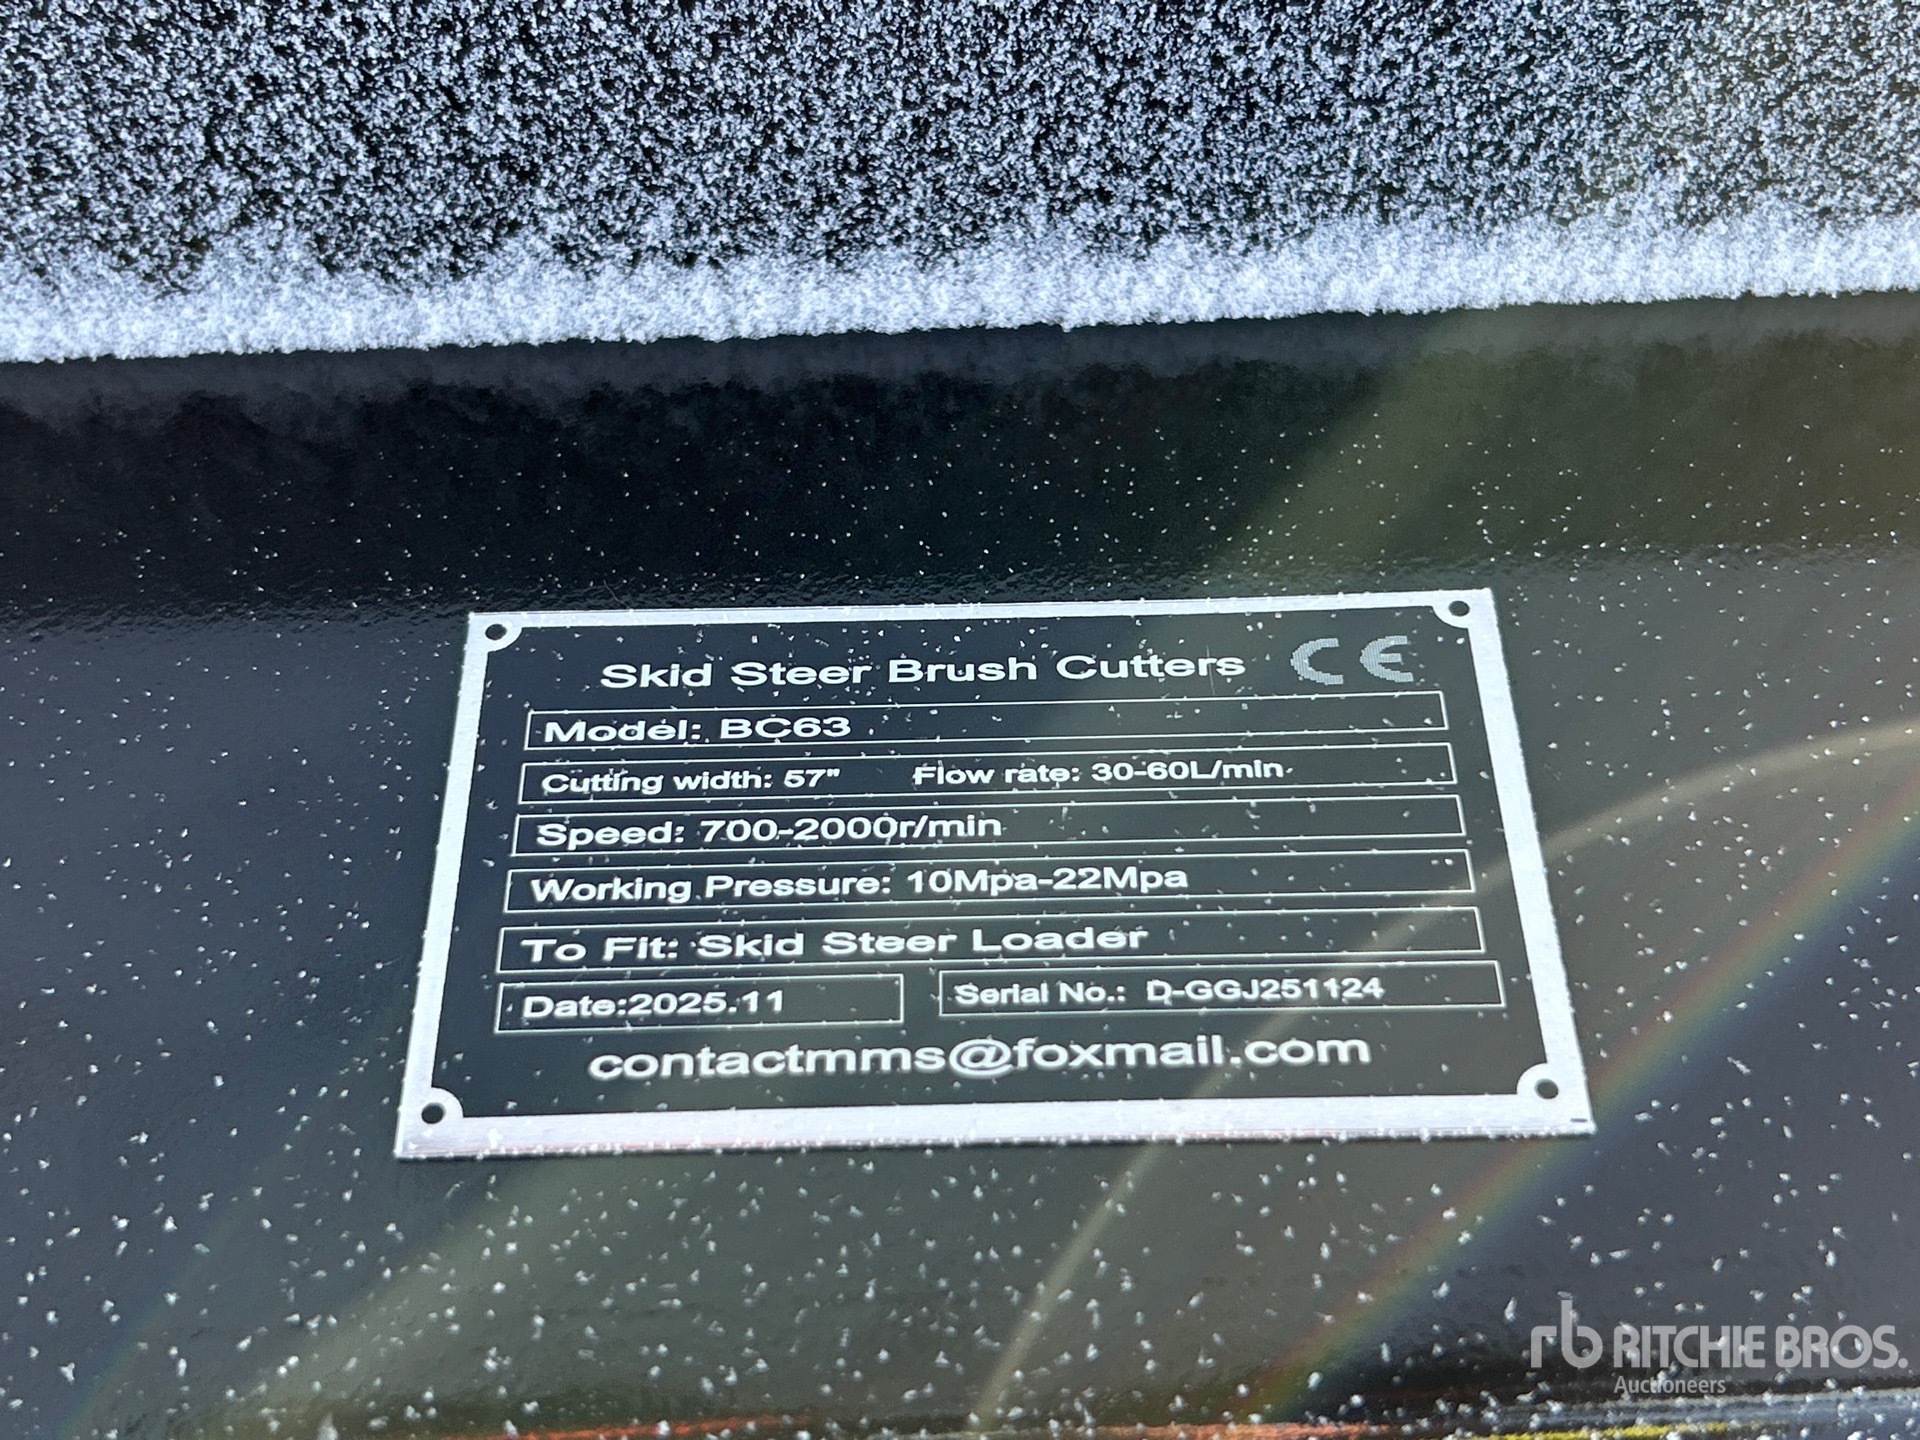 Skid Steer Brush Cutters CE
Model: BC63
Cutting width: 57" Flow rate: 30-60L/min
Speed: 700-2000r/min
Working Pressure: 10Mpa-22Mpa
To Fit: Skid Steer Loader
Date:2025.11 Serial No.: D-GGJ251124
contactmms@foxmail.com
rb RITCHIE BROS.
Auctioneers